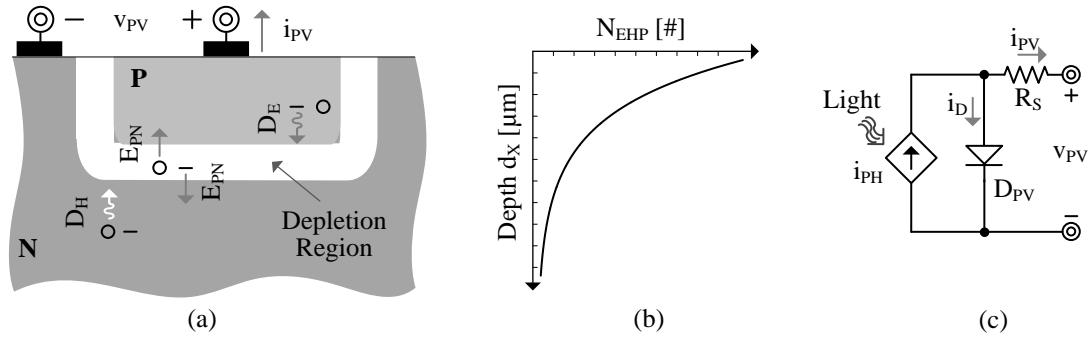 − v_PV + i_PV
P
D_E −
E_PN
− E_PN
D_H
−
N
Depletion
Region
(a)
N_EHP [#]
Depth d_X [μm]
(b)
i_PV
Light
i_D
R_S
+
i_PH
D_PV
v_PV
−
(c)